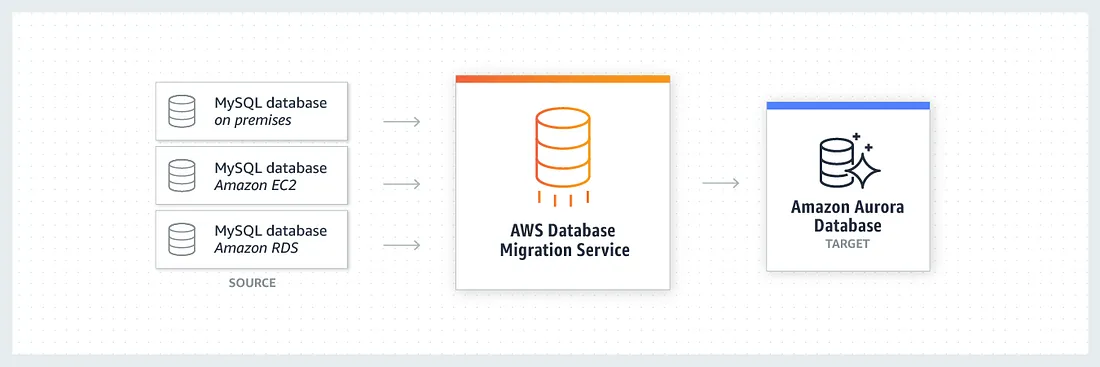 MySQL database
on premises
MySQL database
Amazon EC2
MySQL database
Amazon RDS
SOURCE
AWS Database
Migration Service
Amazon Aurora
Database
TARGET